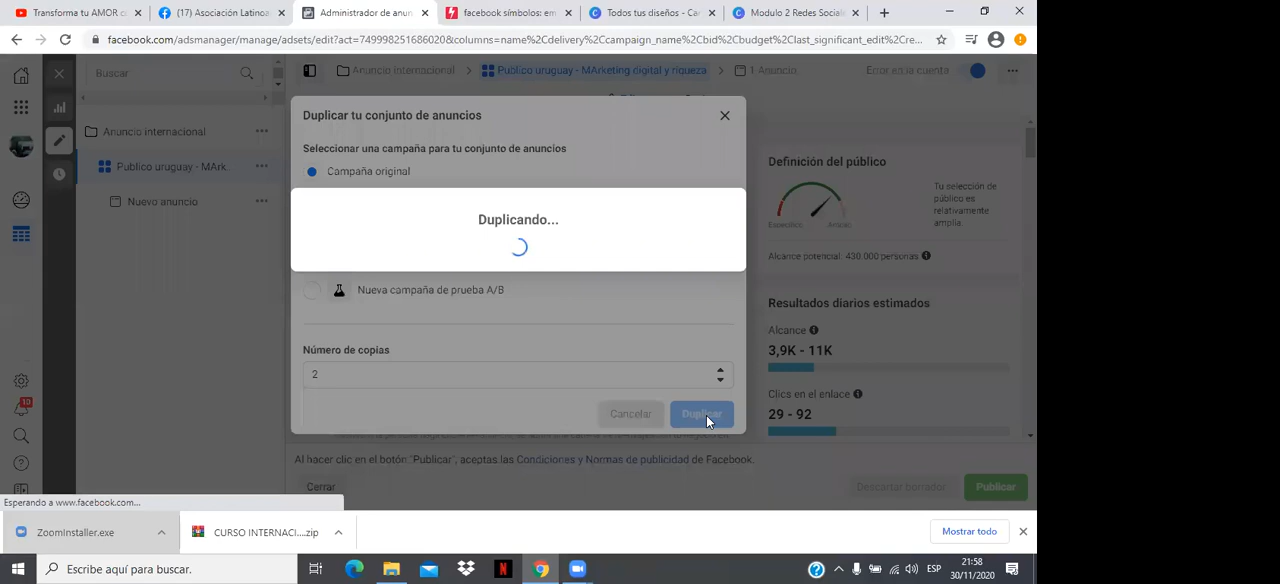 Transforma tu AMOR c
(17) Asociación Latinoa
Administrador de anun
facebook símbolos: em
Todos tus diseños - Ca
Modulo 2 Redes Sociale
facebook.com/adsmanager/manage/adsets/edit?act=749998251686020&columns=name%2Cdelivery%2Ccampaign_name%2Cbid%2Cbudget%2Clast_significant_edit%2Cre...
Buscar
Anuncio Internacional
Publico uruguay - MArketing digital y riqueza
1 Anuncio
Error en la cuenta
Anuncio internacional
Publico uruguay - MArk...
Nuevo anuncio
Duplicar tu conjunto de anuncios
Seleccionar una campaña para tu conjunto de anuncios
Campaña original
Duplicando...
Nueva campaña de prueba A/B
Número de copias
2
Cancelar
Duplicar
Definición del público
Tu selección de
público es
relativamente
amplia.
Específico
Amplio
Alcance potencial: 430.000 personas
Resultados diarios estimados
Alcance
3,9K - 11K
Clics en el enlace
29 - 92
Al hacer clic en el botón "Publicar", aceptas las Condiciones y Normas de publicidad de Facebook.
Cerrar
Descartar borrador
Publicar
10
Esperando a www.facebook.com...
ZoomInstaller.exe
CURSO INTERNACI....zip
Mostrar todo
Escribe aquí para buscar.
ESP
21:58
30/11/2020